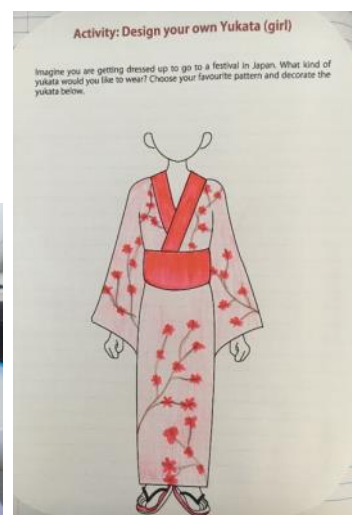 Activity: Design your own Yukata (girl)
Imagine you are getting dressed up to go to a festival in Japan. What kind of
yukata would you like to wear? Choose your favourite pattern and decorate the
yukata below.